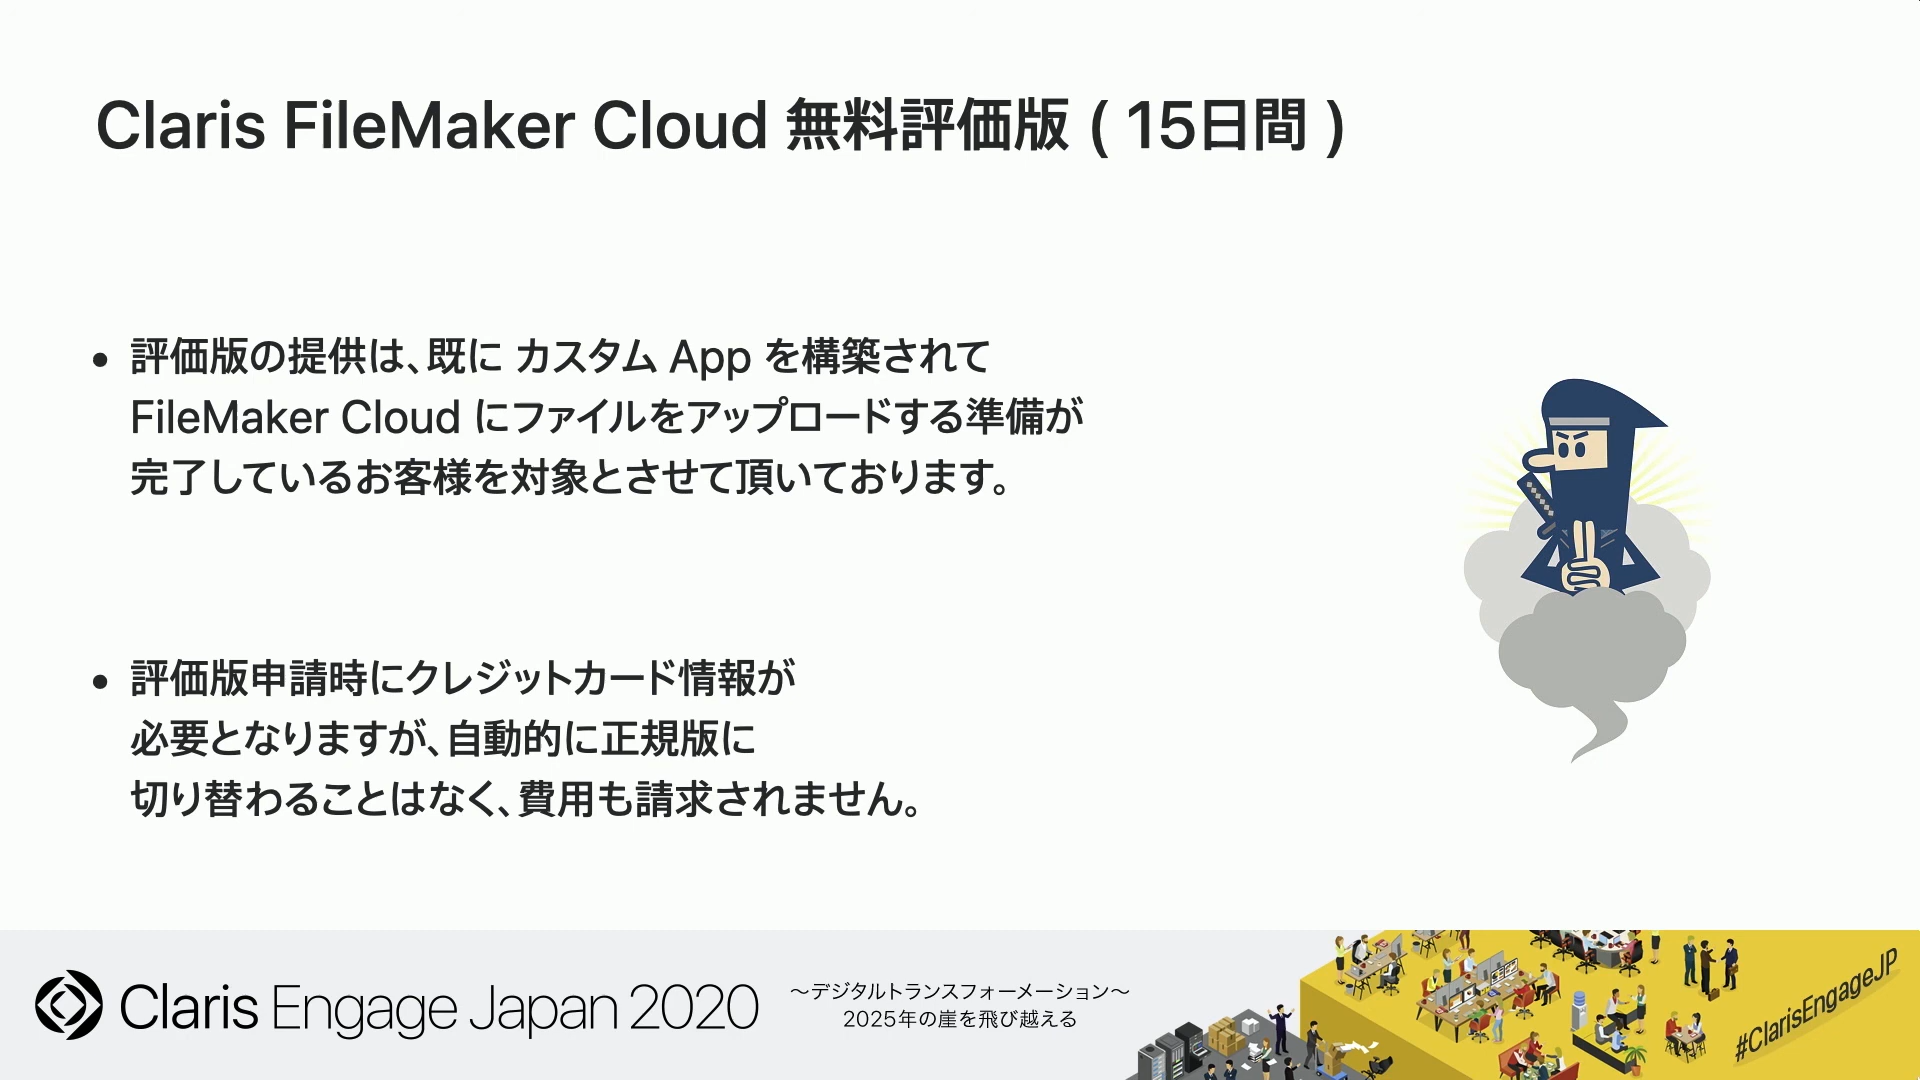 Claris FileMaker Cloud 無料評価版 ( 15日間 )
• 評価版の提供は、既に カスタム App を構築されて
FileMaker Cloud にファイルをアップロードする準備が
完了しているお客様を対象とさせて頂いております。
• 評価版申請時にクレジットカード情報が
必要となりますが、自動的に正規版に
切り替わることはなく、費用も請求されません。
Claris Engage Japan 2020
〜デジタルトランスフォーメーション〜
2025年の崖を飛び越える
#ClarisEngageJP